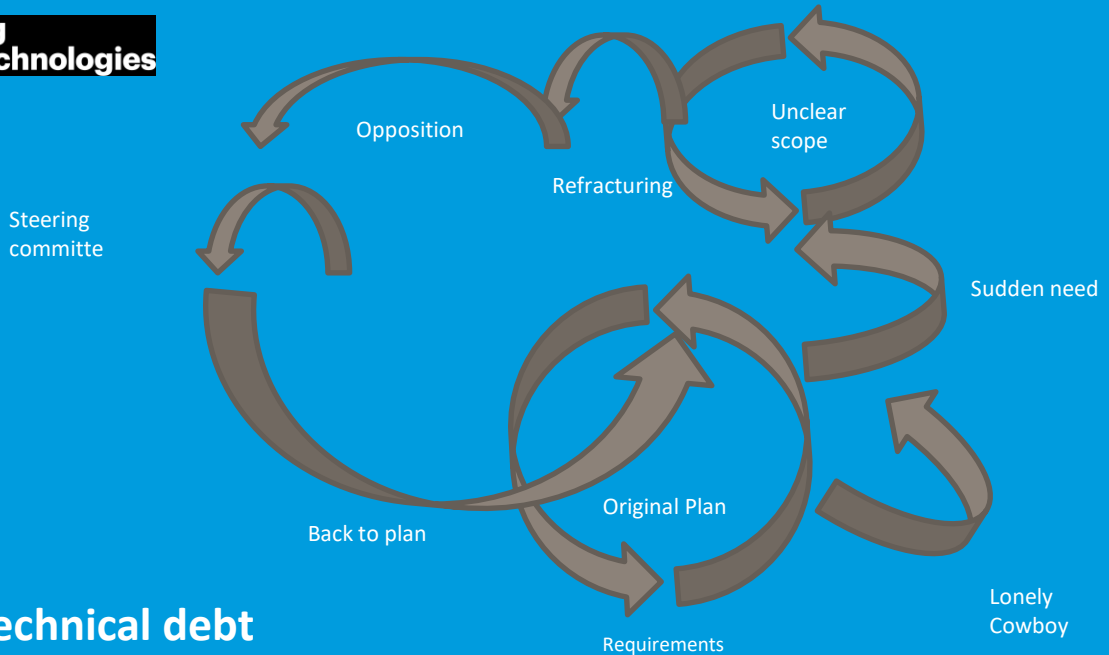 chnologies
Opposition
Unclear
scope
Refracturing
Steering
committe
Sudden need
Original Plan
Back to plan
Lonely
Cowboy
echnical debt
Requirements